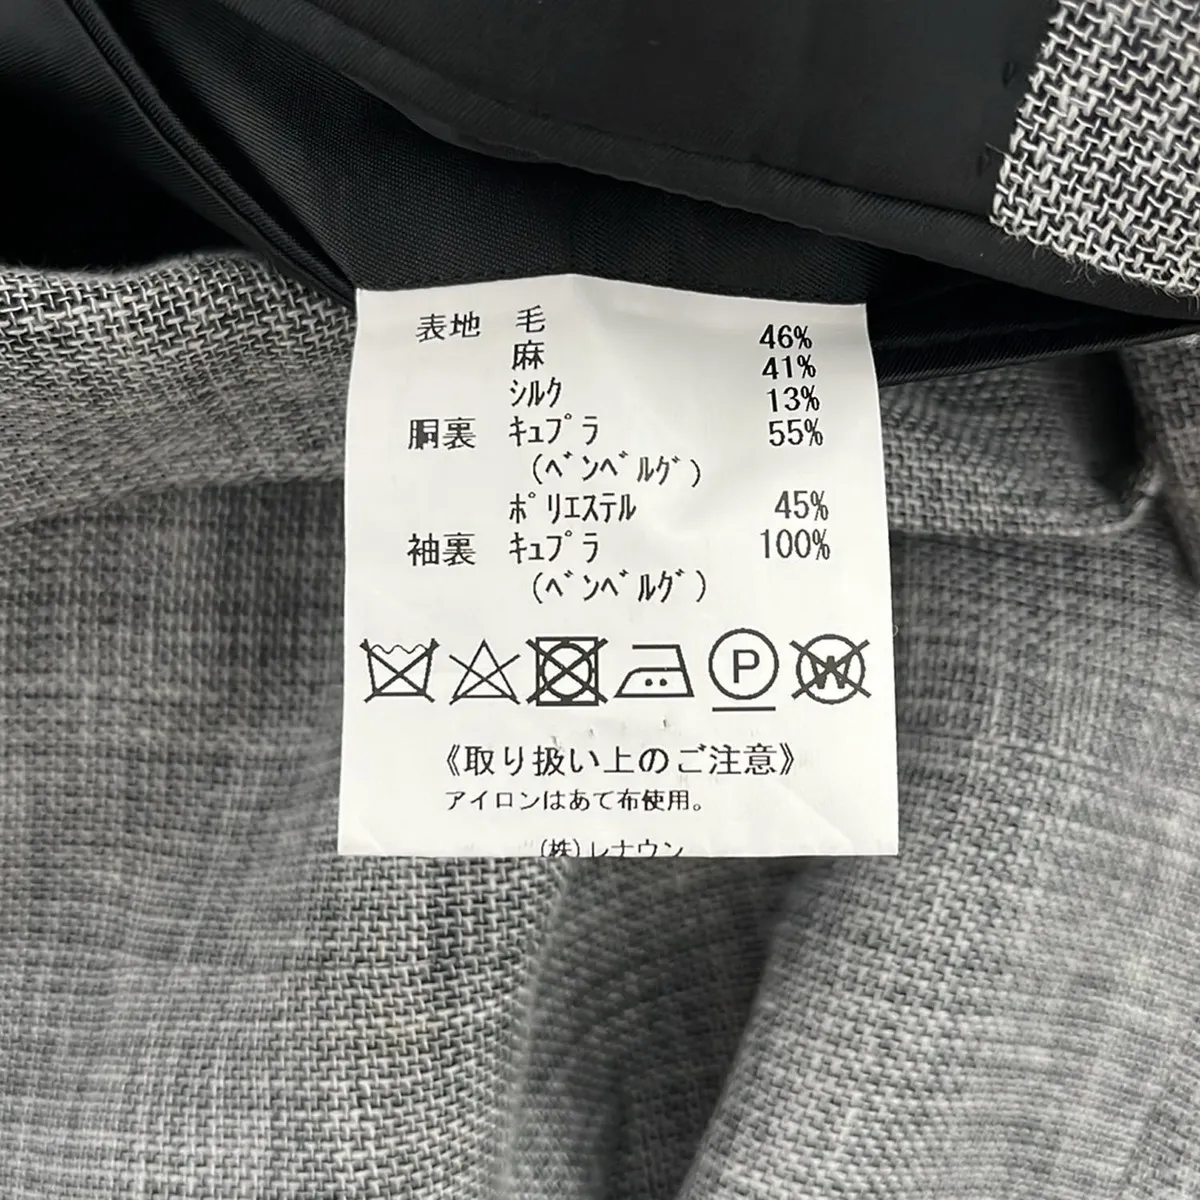 表地 毛 46%
麻 41%
シルク 13%
胴裏 キュプラ 55%
(ベンベルグ)
ポリエステル 45%
袖裏 キュプラ 100%
(ベンベルグ)
P W
《取り扱い上のご注意》
アイロンはあて布使用。
(株)レナウン